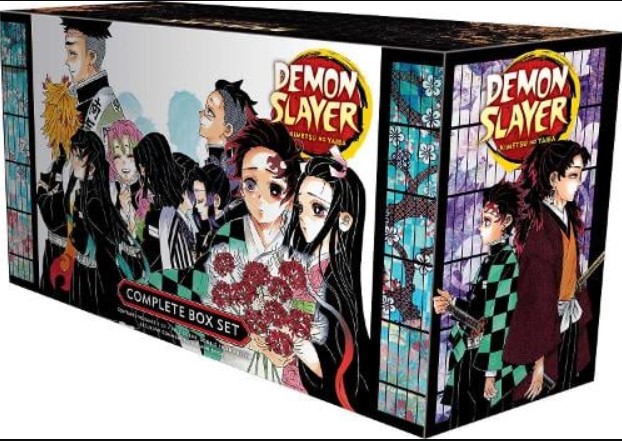 DEMON
SLAYER
KIMETSU NO YAIBA
COMPLETE BOX SET
DEMON
SLAYER
KIMETSU NO YAIBA